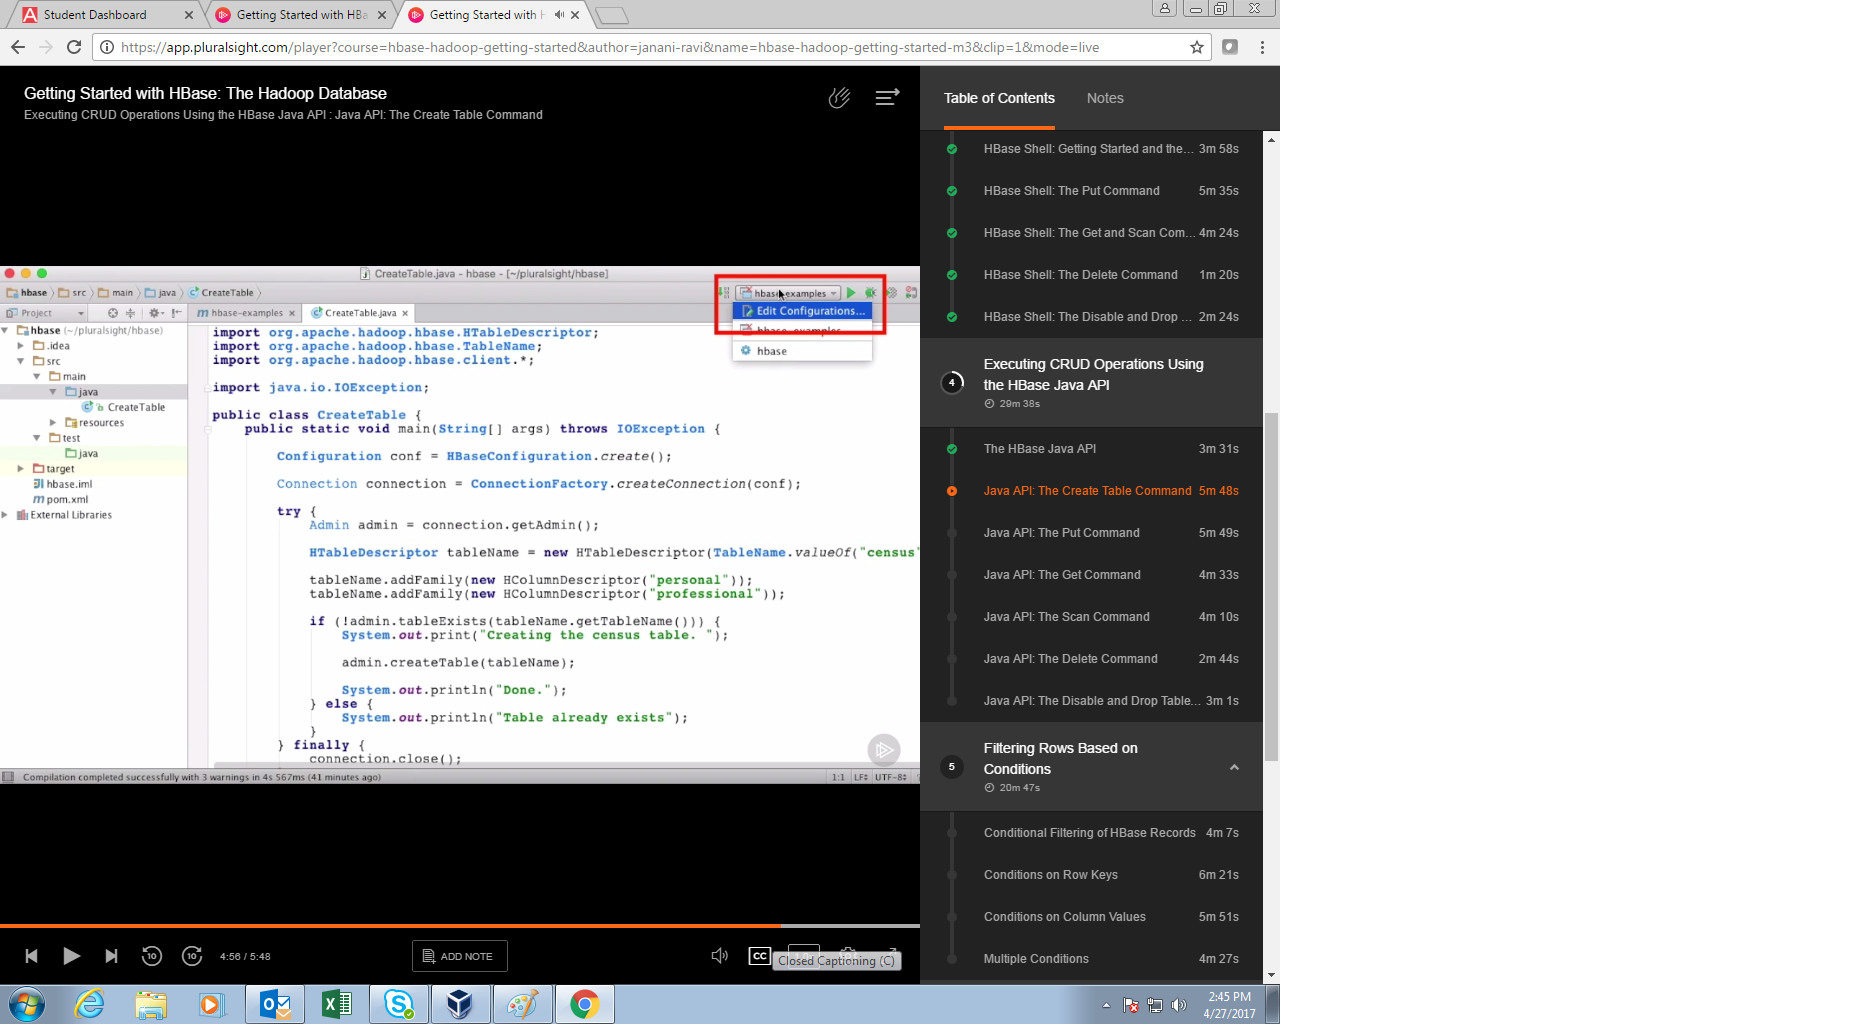 Student Dashboard
Getting Started with HBa
Getting Started with H
https://app.pluralsight.com/player?course=hbase-hadoop-getting-started&author=janani-ravi&name=hbase-hadoop-getting-started-m3&clip=1&mode=live
Getting Started with HBase: The Hadoop Database
Executing CRUD Operations Using the HBase Java API : Java API: The Create Table Command
CreateTable.java - hbase - [~/pluralsight/hbase]
hbase src main java CreateTable
hbase-examples
Project
hbase-examples
CreateTable.java
Edit Configurations...
hbase-examples
hbase
hbase (~/pluralsight/hbase)
.idea
src
main
java
CreateTable
resources
test
java
target
hbase.iml
pom.xml
External Libraries
import org.apache.hadoop.hbase.HTableDescriptor;
import org.apache.hadoop.hbase.TableName;
import org.apache.hadoop.hbase.client.*;
import java.io.IOException;
public class CreateTable {
public static void main(String[] args) throws IOException {
Configuration conf = HBaseConfiguration.create();
Connection connection = ConnectionFactory.createConnection(conf);
try {
Admin admin = connection.getAdmin();
HTableDescriptor tableName = new HTableDescriptor(TableName.valueOf("census"
tableName.addFamily(new HColumnDescriptor("personal"));
tableName.addFamily(new HColumnDescriptor("professional"));
if (!admin.tableExists(tableName.getTableName())) {
System.out.print("Creating the census table. ");
admin.createTable(tableName);
System.out.println("Done.");
} else {
System.out.println("Table already exists");
}
} finally {
connection.close();
Compilation completed successfully with 3 warnings in 4s 567ms (41 minutes ago)
1:1 LF÷ UTF-8÷
10 10 4:56 / 5:48
ADD NOTE
CC
Closed Captioning (C)
Table of Contents
Notes
HBase Shell: Getting Started and the... 3m 58s
HBase Shell: The Put Command 5m 35s
HBase Shell: The Get and Scan Com... 4m 24s
HBase Shell: The Delete Command 1m 20s
HBase Shell: The Disable and Drop ... 2m 24s
4
Executing CRUD Operations Using
the HBase Java API
29m 38s
The HBase Java API 3m 31s
Java API: The Create Table Command 5m 48s
Java API: The Put Command 5m 49s
Java API: The Get Command 4m 33s
Java API: The Scan Command 4m 10s
Java API: The Delete Command 2m 44s
Java API: The Disable and Drop Table... 3m 1s
5
Filtering Rows Based on
Conditions
20m 47s
Conditional Filtering of HBase Records 4m 7s
Conditions on Row Keys 6m 21s
Conditions on Column Values 5m 51s
Multiple Conditions 4m 27s
2:45 PM
4/27/2017